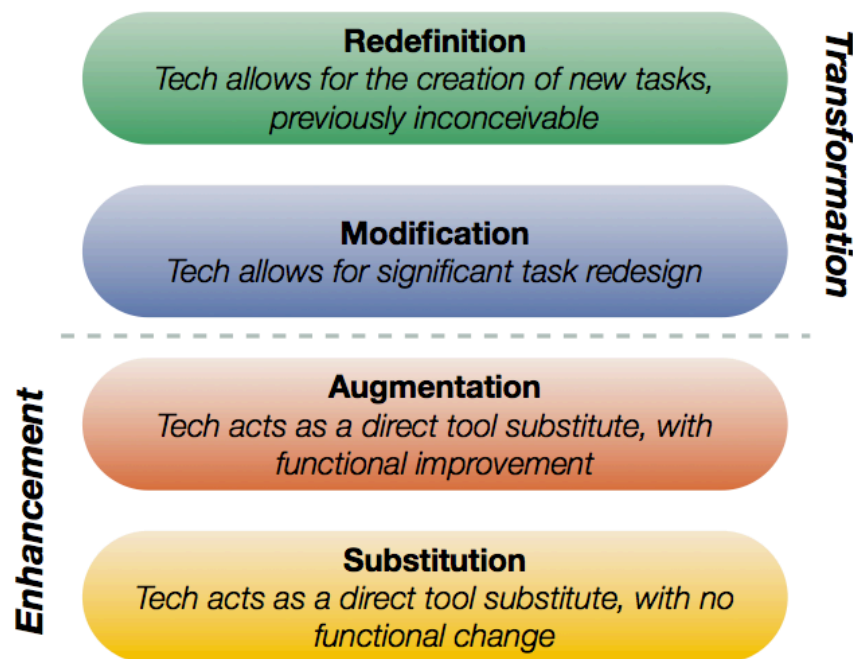 Redefinition
Tech allows for the creation of new tasks,
previously inconceivable
Transformation
Modification
Tech allows for significant task redesign
Enhancement
Augmentation
Tech acts as a direct tool substitute, with
functional improvement
Substitution
Tech acts as a direct tool substitute, with no
functional change